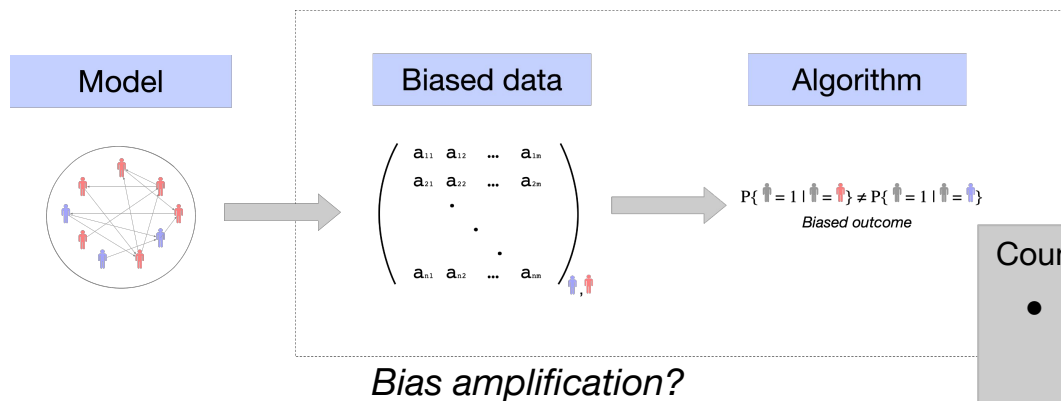 Model
Biased data
Algorithm
a11 a12 ... a1m
a21 a22 ... a2m
an1 an2 ... anm
,
P{ = 1 | = } ≠ P{ = 1 | = }
Biased outcome
Cour
•
Bias amplification?